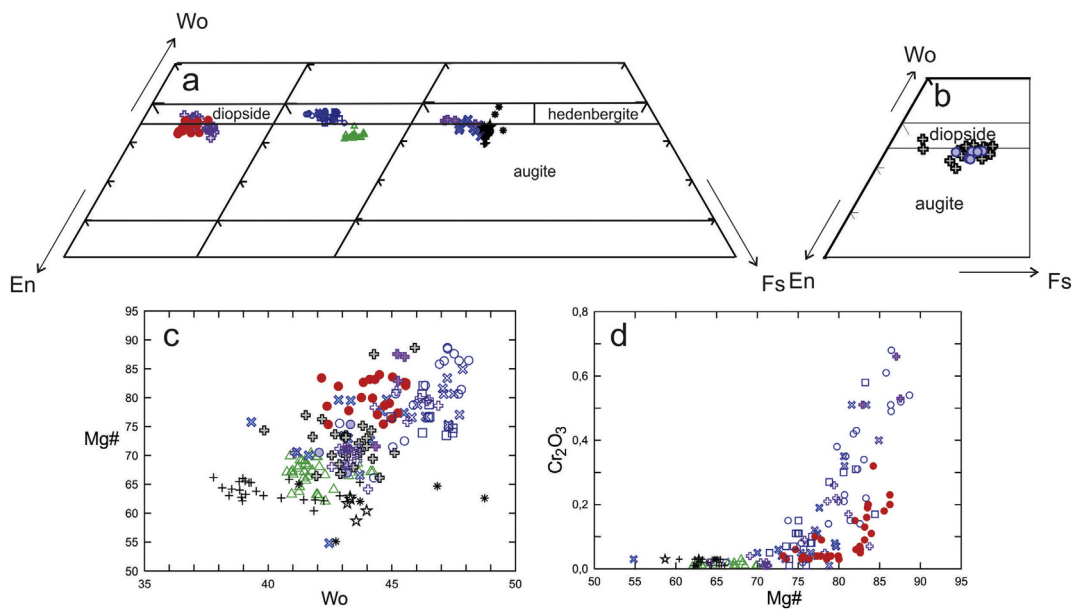 Wo
a
diopside
hedenbergite
augite
En
Fs
Wo
b
diopside
augite
En
Fs
c
95
90
85
80
75
70
65
60
55
50
Mg#
35 40 45 50
Wo
d
0,8
0,6
0,4
0,2
0,0
Cr₂O₃
50 55 60 65 70 75 80 85 90 95
Mg#